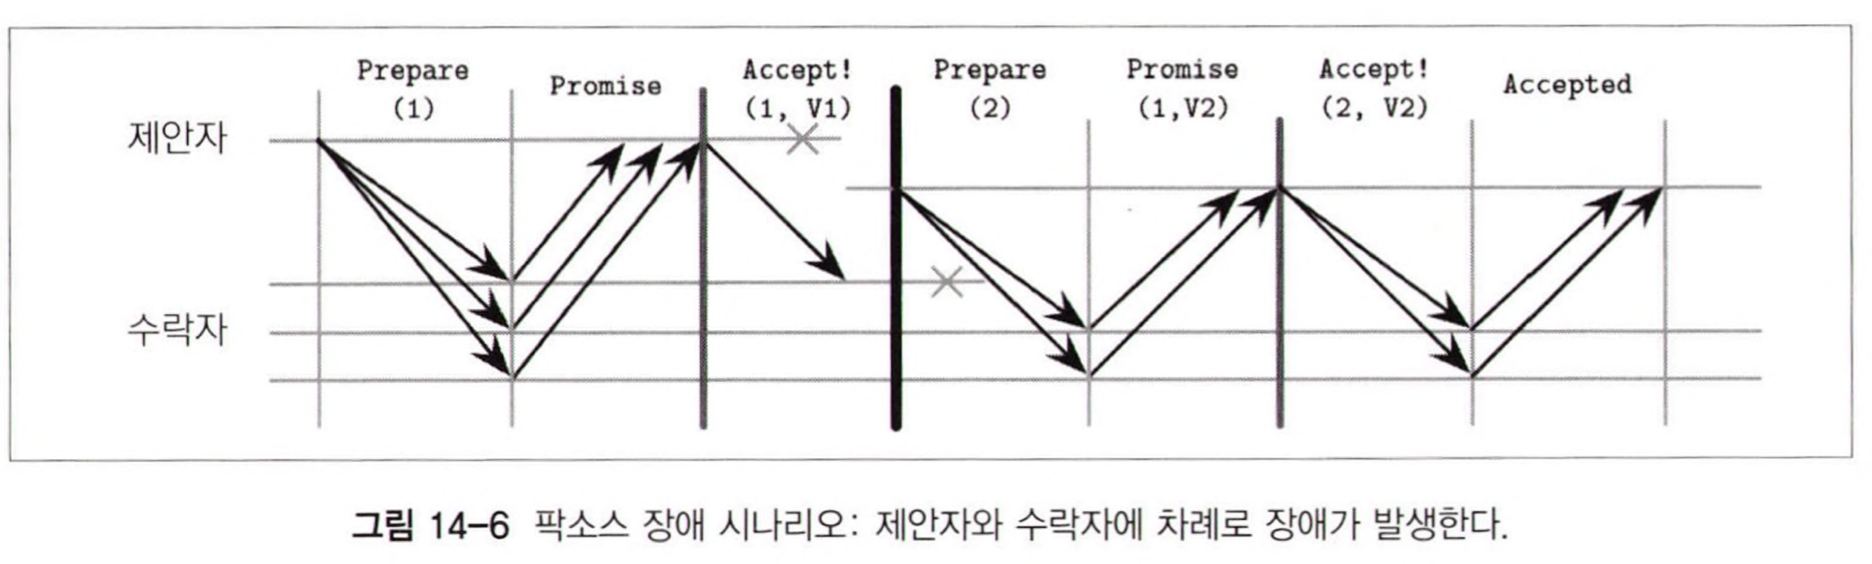 Prepare
(1)
Promise
Accept!
(1, V1)
Prepare
(2)
Promise
(1,V2)
Accept!
(2, V2)
Accepted
제안자
수락자
그림 14-6 팍소스 장애 시나리오: 제안자와 수락자에 차례로 장애가 발생한다.